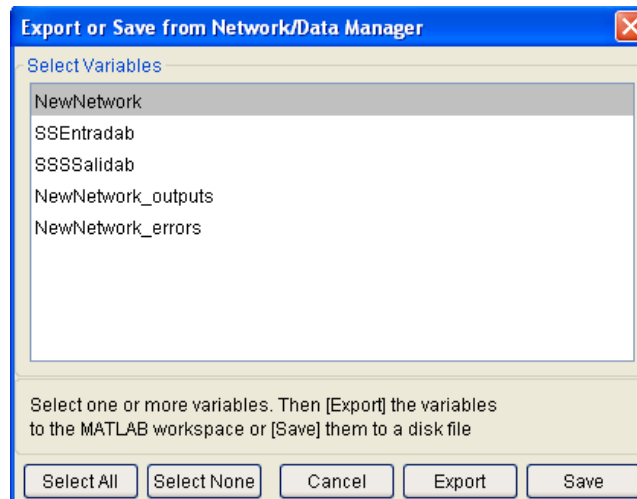 Export or Save from Network/Data Manager
Select Variables
NewNetwork
SSEntradab
SSSSalidab
NewNetwork_outputs
NewNetwork_errors
Select one or more variables. Then [Export] the variables
to the MATLAB workspace or [Save] them to a disk file
Select All Select None Cancel Export Save